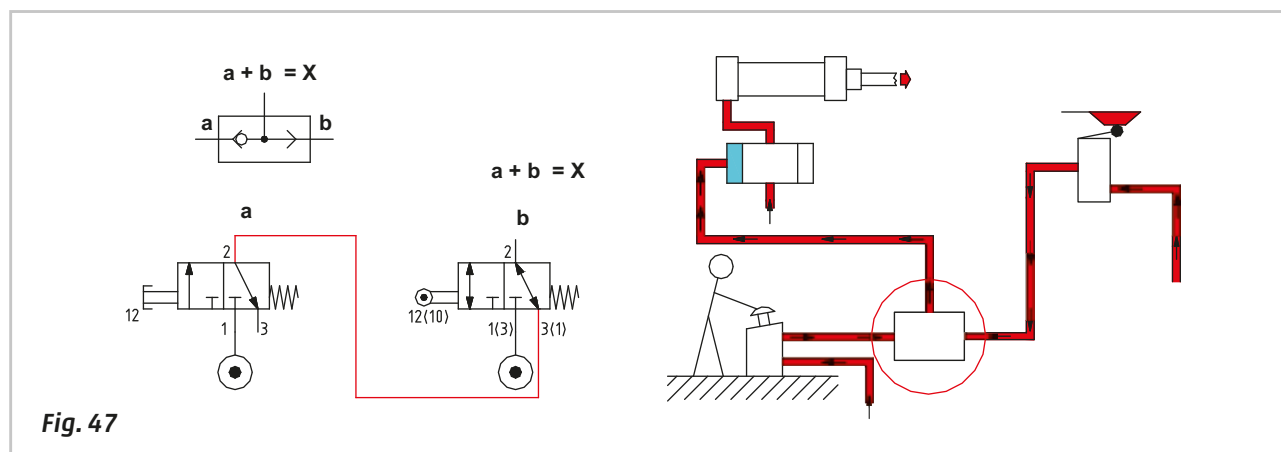 a + b = X
a
b
a + b = X
a
b
2
2
12
1
3
12(10)
1(3)
3(1)
Fig. 47